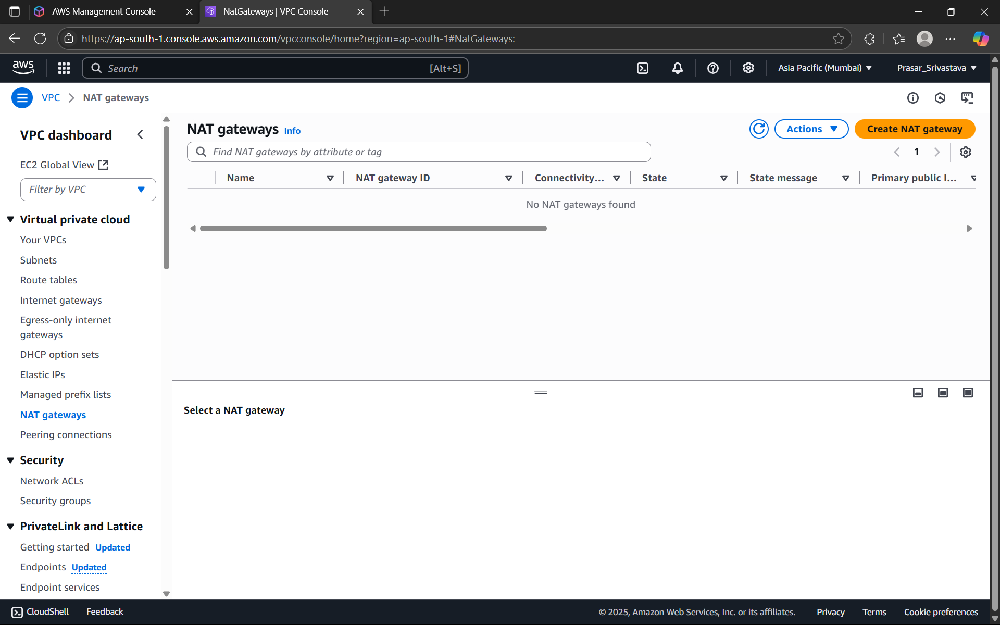 AWS Management Console
NatGateways | VPC Console
https://ap-south-1.console.aws.amazon.com/vpcconsole/home?region=ap-south-1#NatGateways:
aws
Search
[Alt+S]
Asia Pacific (Mumbai)
Prasar_Srivastava
VPC
NAT gateways
VPC dashboard
EC2 Global View
Filter by VPC
Virtual private cloud
Your VPCs
Subnets
Route tables
Internet gateways
Egress-only internet
gateways
DHCP option sets
Elastic IPs
Managed prefix lists
NAT gateways
Peering connections
Security
Network ACLs
Security groups
PrivateLink and Lattice
Getting started Updated
Endpoints Updated
Endpoint services
NAT gateways Info
Actions
Create NAT gateway
Find NAT gateways by attribute or tag
1
Name
NAT gateway ID
Connectivity...
State
State message
Primary public I...
No NAT gateways found
Select a NAT gateway
CloudShell
Feedback
© 2025, Amazon Web Services, Inc. or its affiliates.
Privacy
Terms
Cookie preferences